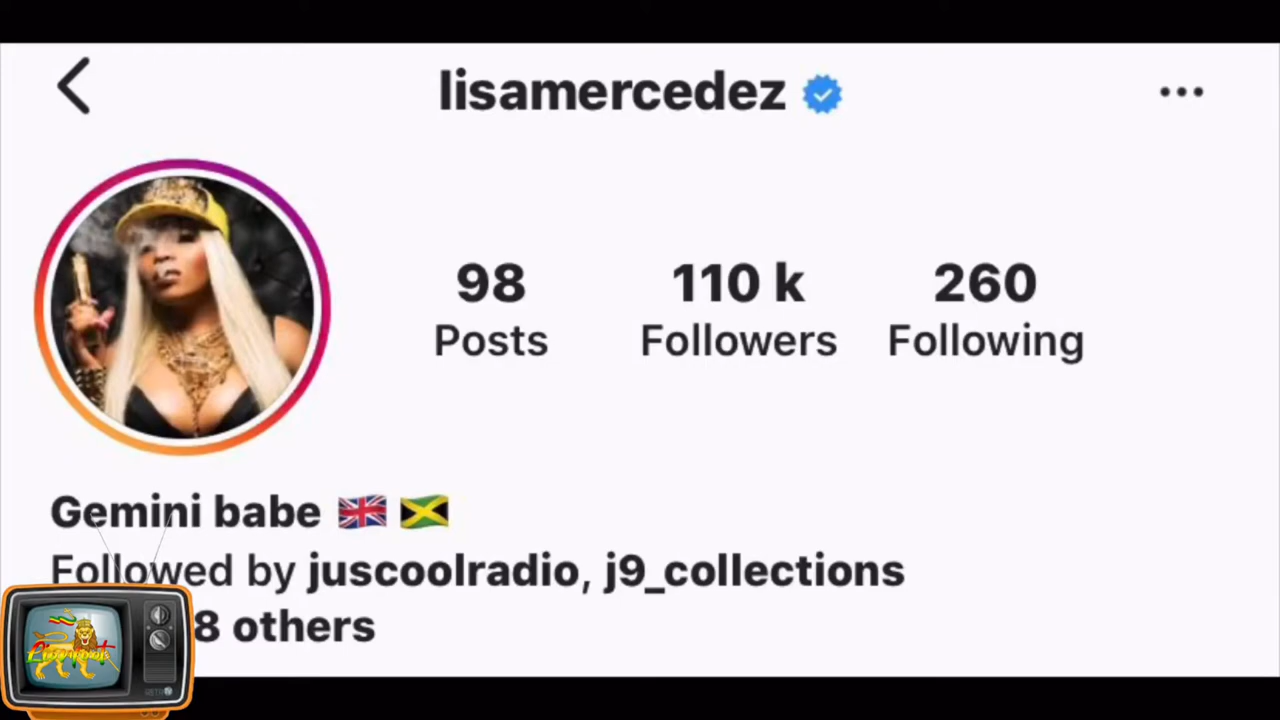 lisamercedez
98 110 k 260
Posts Followers Following
Gemini babe 🇬🇧 🇯🇲
Followed by juscoolradio, j9_collections
8 others